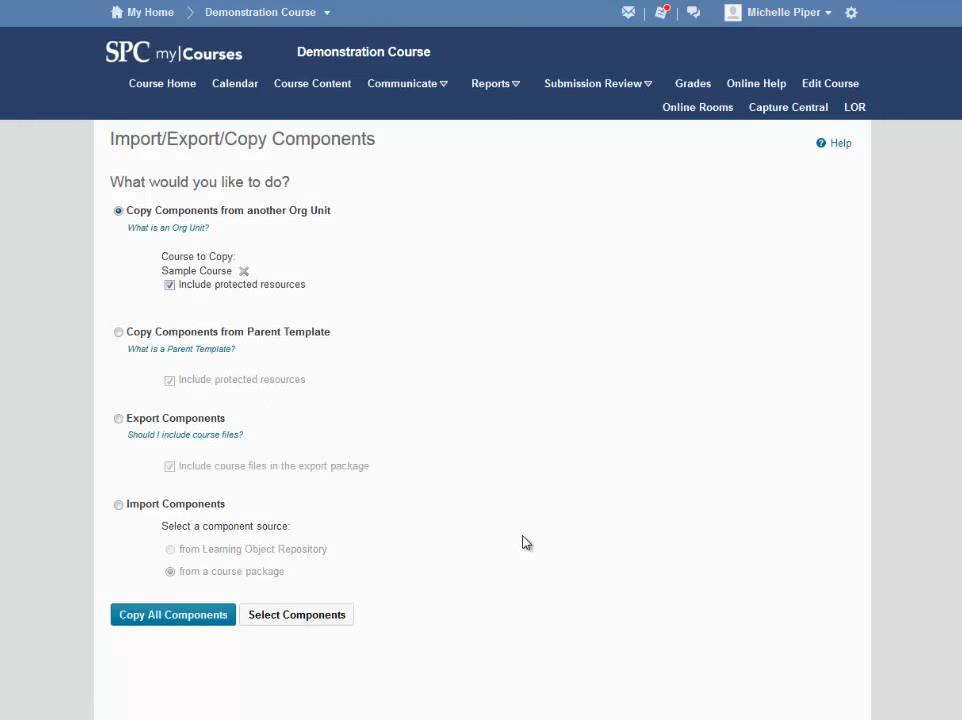 My Home Demonstration Course Michelle Piper
SPC my|Courses Demonstration Course
Course Home Calendar Course Content Communicate Reports Submission Review Grades Online Help Edit Course
Online Rooms Capture Central LOR
Import/Export/Copy Components
Help
What would you like to do?
Copy Components from another Org Unit
What is an Org Unit?
Course to Copy:
Sample Course
Include protected resources
Copy Components from Parent Template
What is a Parent Template?
Include protected resources
Export Components
Should I include course files?
Include course files in the export package
Import Components
Select a component source:
from Learning Object Repository
from a course package
Copy All Components Select Components